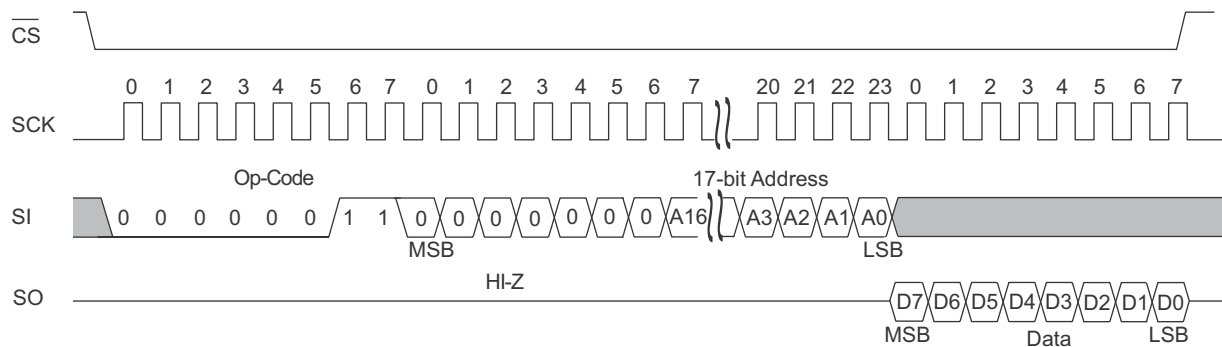 CS
0 1 2 3 4 5 6 7 0 1 2 3 4 5 6 7 20 21 22 23 0 1 2 3 4 5 6 7
SCK
Op-Code 17-bit Address
SI 0 0 0 0 0 0 1 1 0 0 0 0 0 0 0 A16 A3 A2 A1 A0
MSB LSB
HI-Z
SO D7 D6 D5 D4 D3 D2 D1 D0
MSB Data LSB